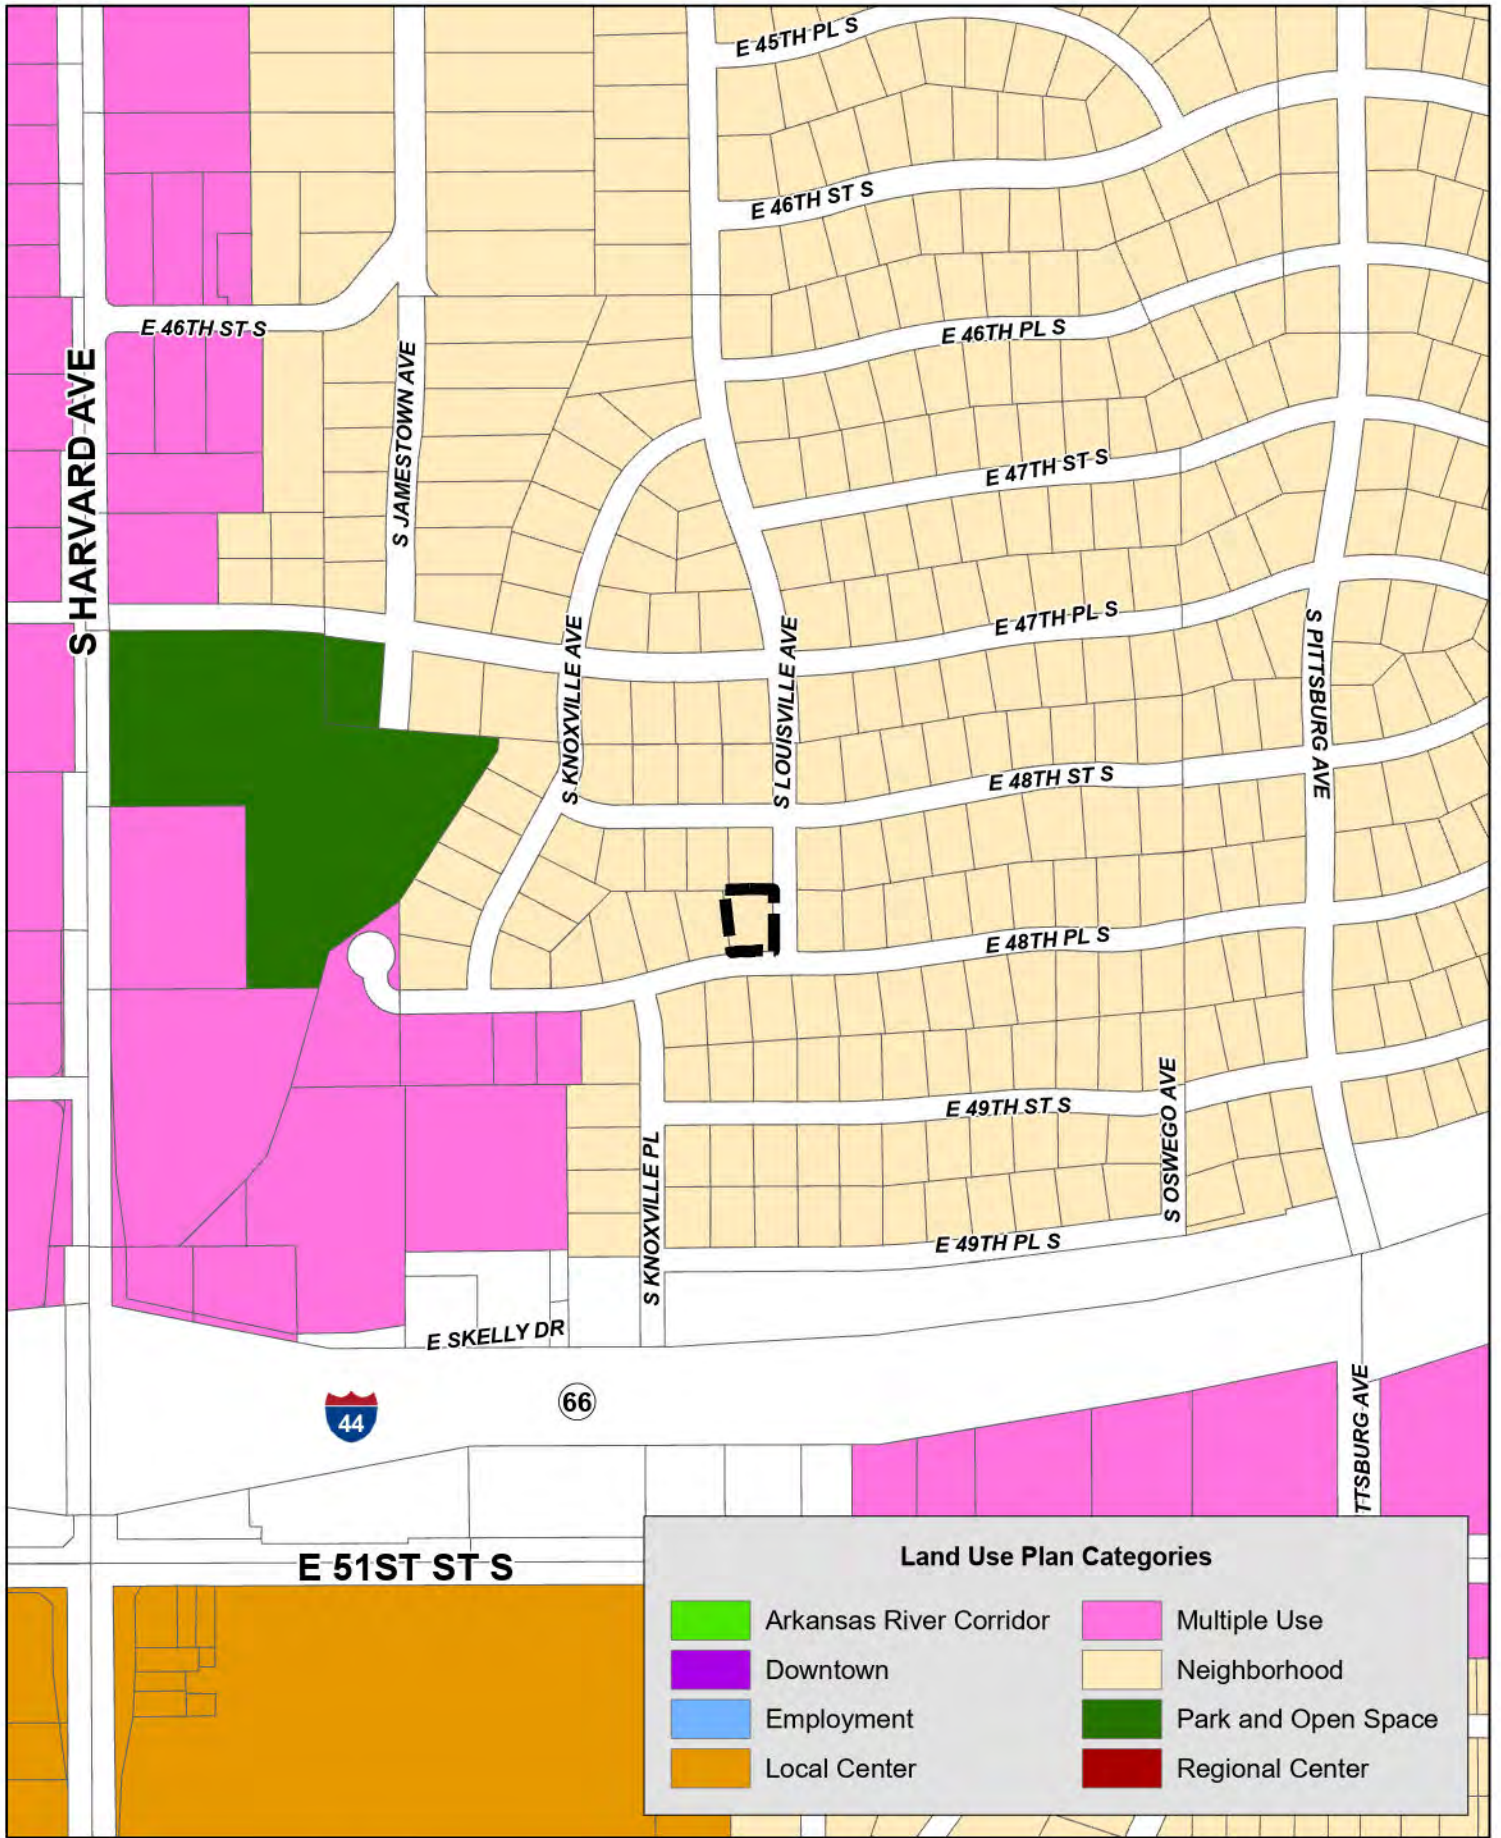 E 45TH PL S
E 46TH ST S
E 46TH ST S
E 46TH PL S
S HARVARD AVE
S JAMESTOWN AVE
E 47TH ST S
E 47TH PL S
S KNOXVILLE AVE
S LOUISVILLE AVE
S PITTSBURG AVE
E 48TH ST S
E 48TH PL S
E 49TH ST S
S OSWEGO AVE
S KNOXVILLE PL
E 49TH PL S
E SKELLY DR
44
66
TTSBURG AVE
E 51ST ST S
Land Use Plan Categories
Arkansas River Corridor
Downtown
Employment
Local Center
Multiple Use
Neighborhood
Park and Open Space
Regional Center